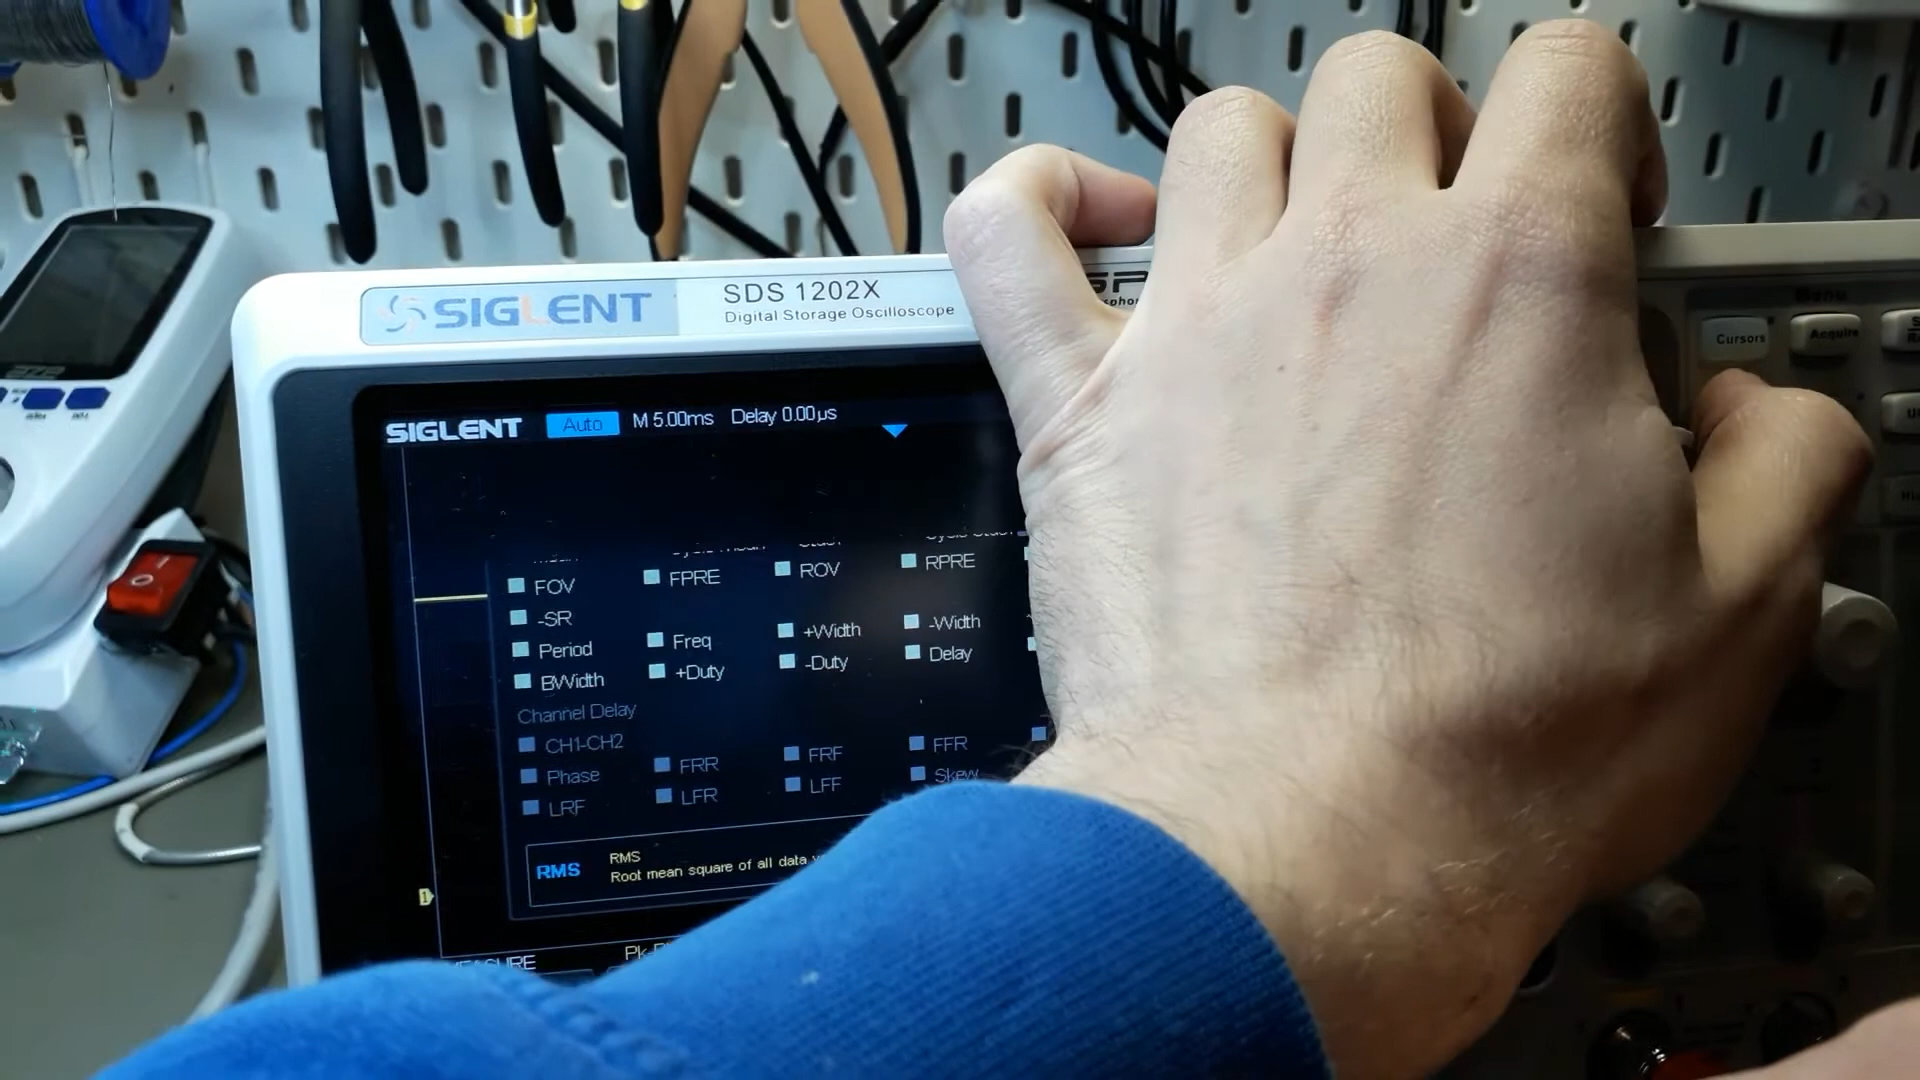 SIGLENT
SDS 1202X
Digital Storage Oscilloscope
Cursors
Acquire
SIGLENT Auto M 5.00ms Delay 0.00µs
FOV FPRE ROV RPRE
-SR
Period Freq +Width -Width
BWidth +Duty -Duty Delay
Channel Delay
CH1-CH2
FRR FRF FFR
Phase
LRF LFR LFF Skew
RMS
RMS
Root mean square of all data
1